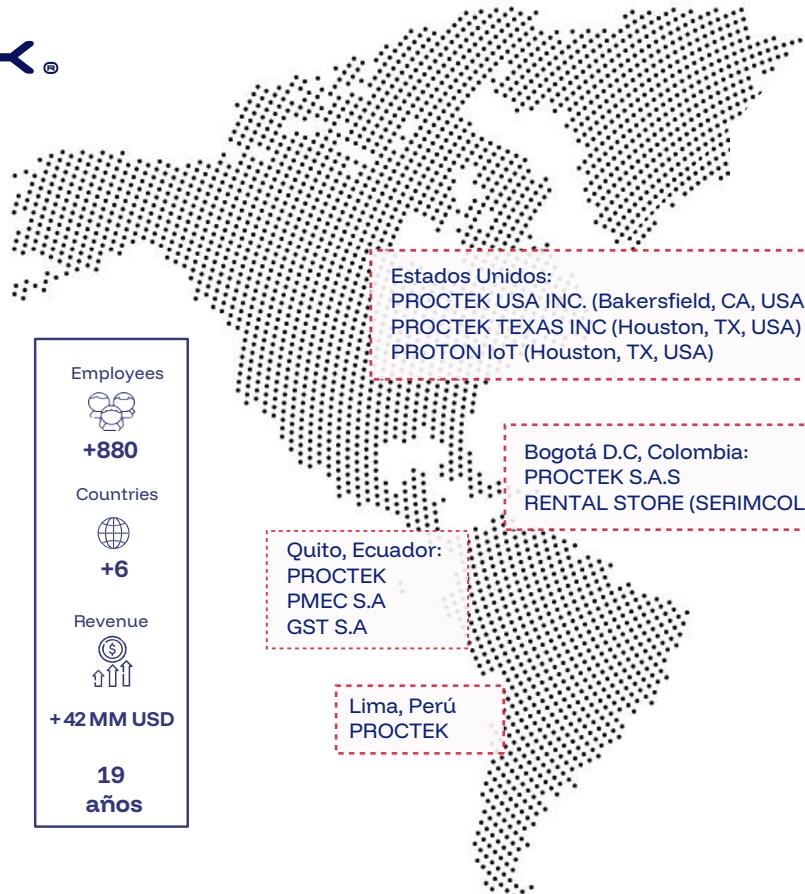 ®
Estados Unidos:
PROCTEK USA INC. (Bakersfield, CA, USA
PROCTEK TEXAS INC (Houston, TX, USA)
PROTON IoT (Houston, TX, USA)
Employees
+880
Countries
+6
Revenue
$
+42 MM USD
19
años
Bogotá D.C, Colombia:
PROCTEK S.A.S
RENTAL STORE (SERIMCOL
Quito, Ecuador:
PROCTEK
PMEC S.A
GST S.A
Lima, Perú
PROCTEK